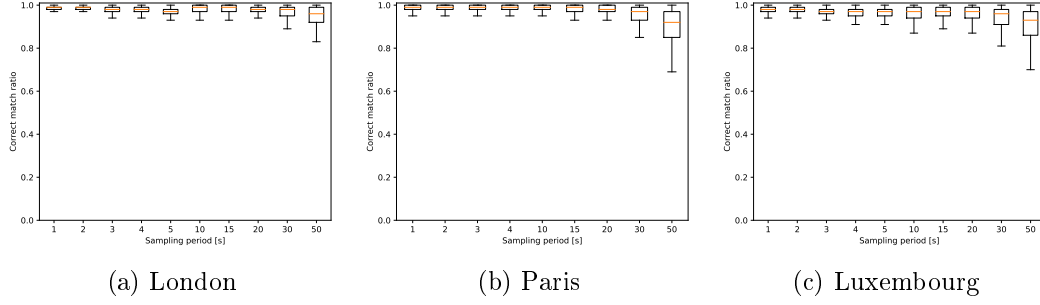 1.0
0.8
0.6
0.4
0.2
0.0
Correct match ratio
1 2 3 4 5 10 15 20 30 50
Sampling period [s]
(a) London
1.0
0.8
0.6
0.4
0.2
0.0
Correct match ratio
1 2 3 4 5 10 15 20 30 50
Sampling period [s]
(b) Paris
1.0
0.8
0.6
0.4
0.2
0.0
Correct match ratio
1 2 3 4 5 10 15 20 30 50
Sampling period [s]
(c) Luxembourg